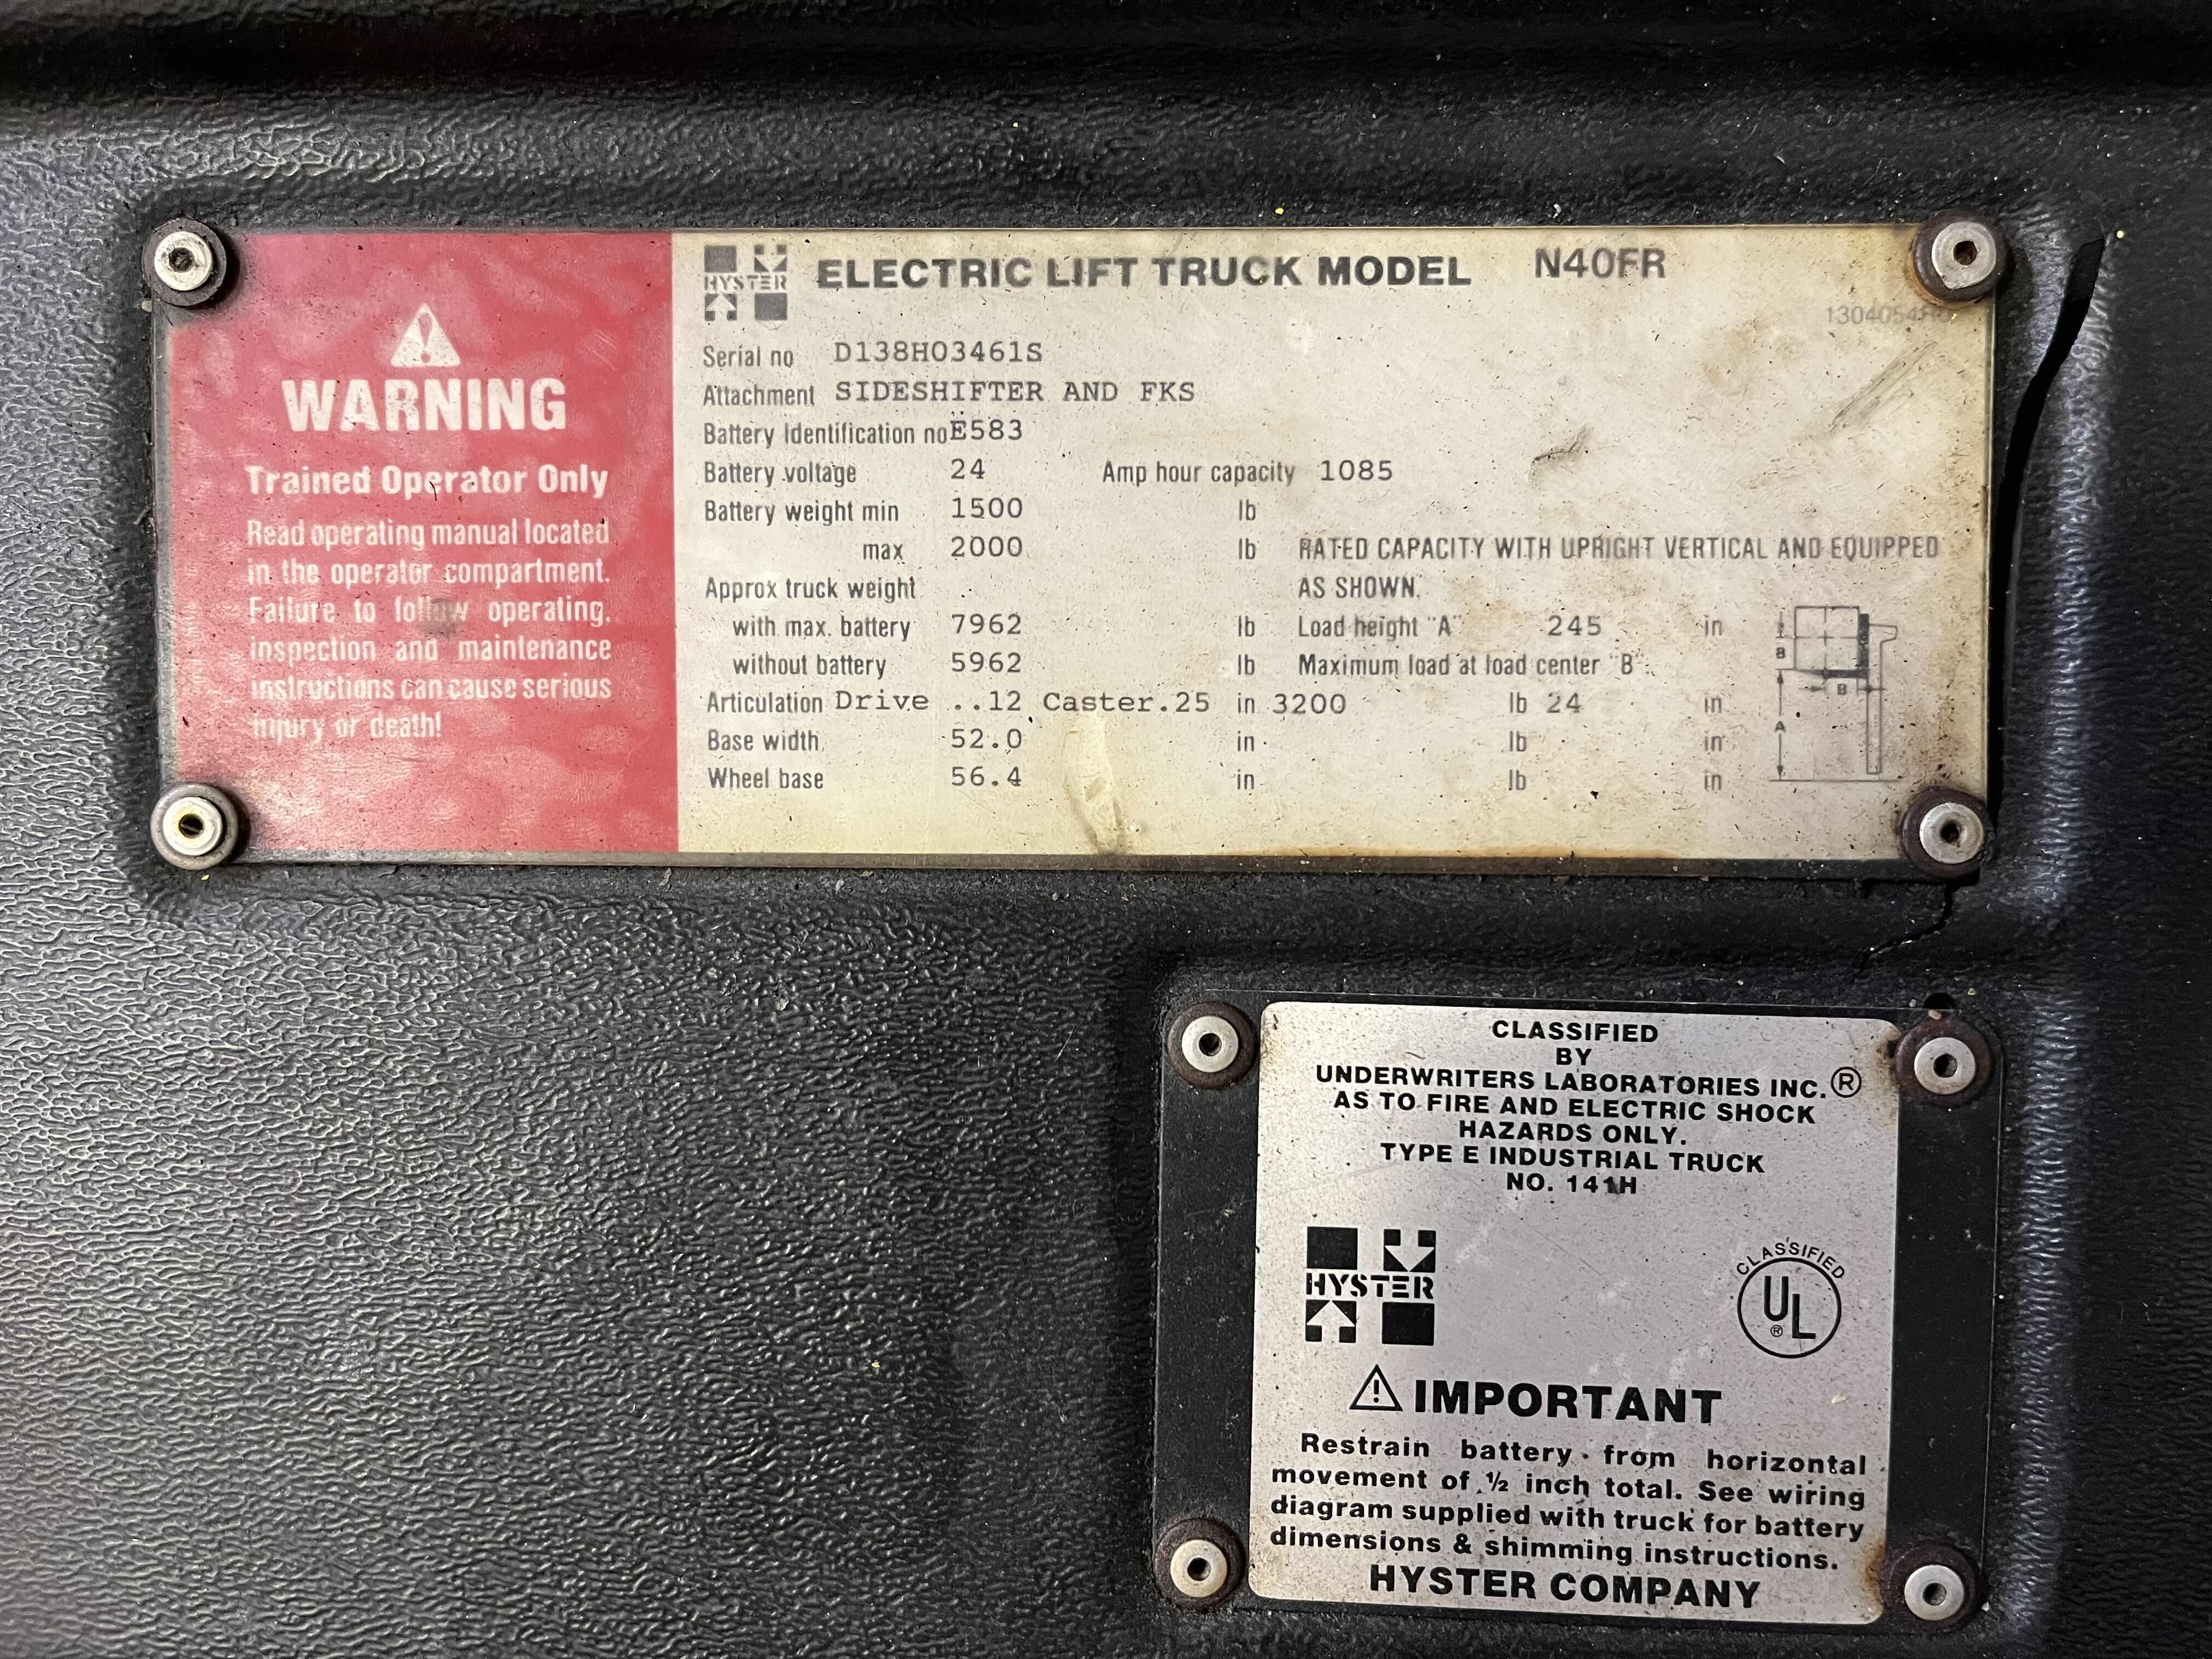 WARNING
Trained Operator Only
Read operating manual located
in the operator compartment.
Failure to follow operating,
inspection and maintenance
instructions can cause serious
injury or death!
HYSTER ELECTRIC LIFT TRUCK MODEL N40FR
Serial no D138H03461S
Attachment SIDESHIFTER AND FKS
Battery Identification no E583
Battery voltage 24 Amp hour capacity 1085
Battery weight min 1500 lb
max 2000 lb RATED CAPACITY WITH UPRIGHT VERTICAL AND EQUIPPED
Approx truck weight AS SHOWN.
with max. battery 7962 lb Load height "A" 245 in
without battery 5962 lb Maximum load at load center "B".
Articulation Drive ..12 Caster.25 in 3200 lb 24 in
Base width 52.0 in lb in
Wheel base 56.4 in lb in
B
B
A
CLASSIFIED
BY
UNDERWRITERS LABORATORIES INC.®
AS TO FIRE AND ELECTRIC SHOCK
HAZARDS ONLY.
TYPE E INDUSTRIAL TRUCK
NO. 141H
HYSTER
CLASSIFIED
UL
®
IMPORTANT
Restrain battery from horizontal
movement of ½ inch total. See wiring
diagram supplied with truck for battery
dimensions & shimming instructions.
HYSTER COMPANY